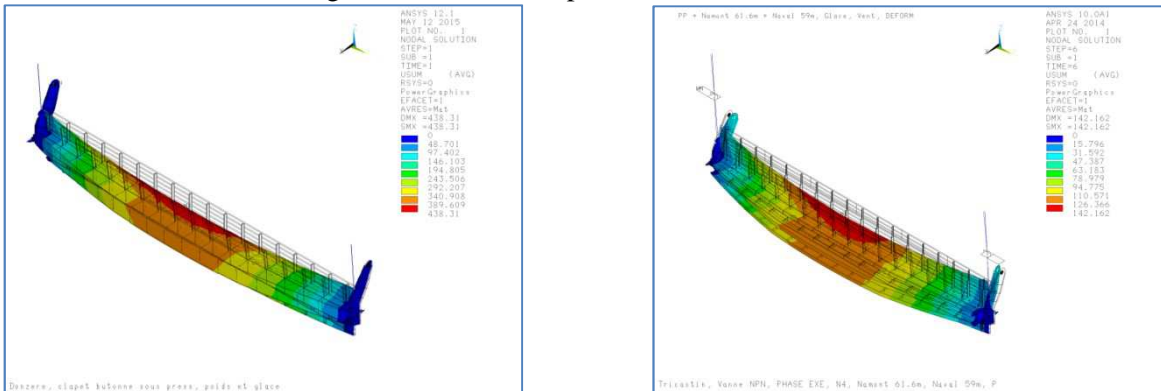 ANSYS 12.1
MAY 12 2015
PLOT NO. 1
NODAL SOLUTION
STEP=1
SUB =1
TIME=1
USUM (AVG)
RSYS=0
PowerGraphics
EFACET=1
AVRES=Mat
DMX =438.31
SMX =438.31
0
48.701
97.402
146.103
194.805
243.506
292.207
340.908
389.609
438.31
Denzero, clapet butonne sous press, poids et glace
PP + Hamont 61.6m + Naval 59m, Glace, Vent, DEFORM
ANSYS 10.0A1
APR 24 2014
PLOT NO. 1
NODAL SOLUTION
STEP=6
SUB =1
TIME=6
USUM (AVG)
RSYS=0
PowerGraphics
EFACET=1
AVRES=Mat
DMX =142.162
SMX =142.162
0
15.796
31.592
47.387
63.183
78.979
94.775
110.571
126.366
142.162
Tricastin, Vanne NPN, PHASE EXE, N4; Hamont 61.6m, Naval 59m, P